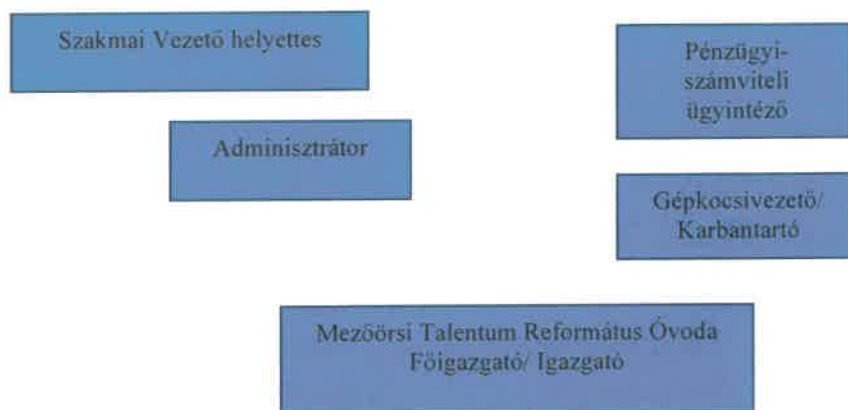 Szakmai Vezető helyettes
Pénzügyi-
számviteli
ügyintéző
Adminisztrátor
Gépkocsivezető/
Karbantartó
Mezőörsi Talentum Református Óvoda
Főigazgató/ Igazgató